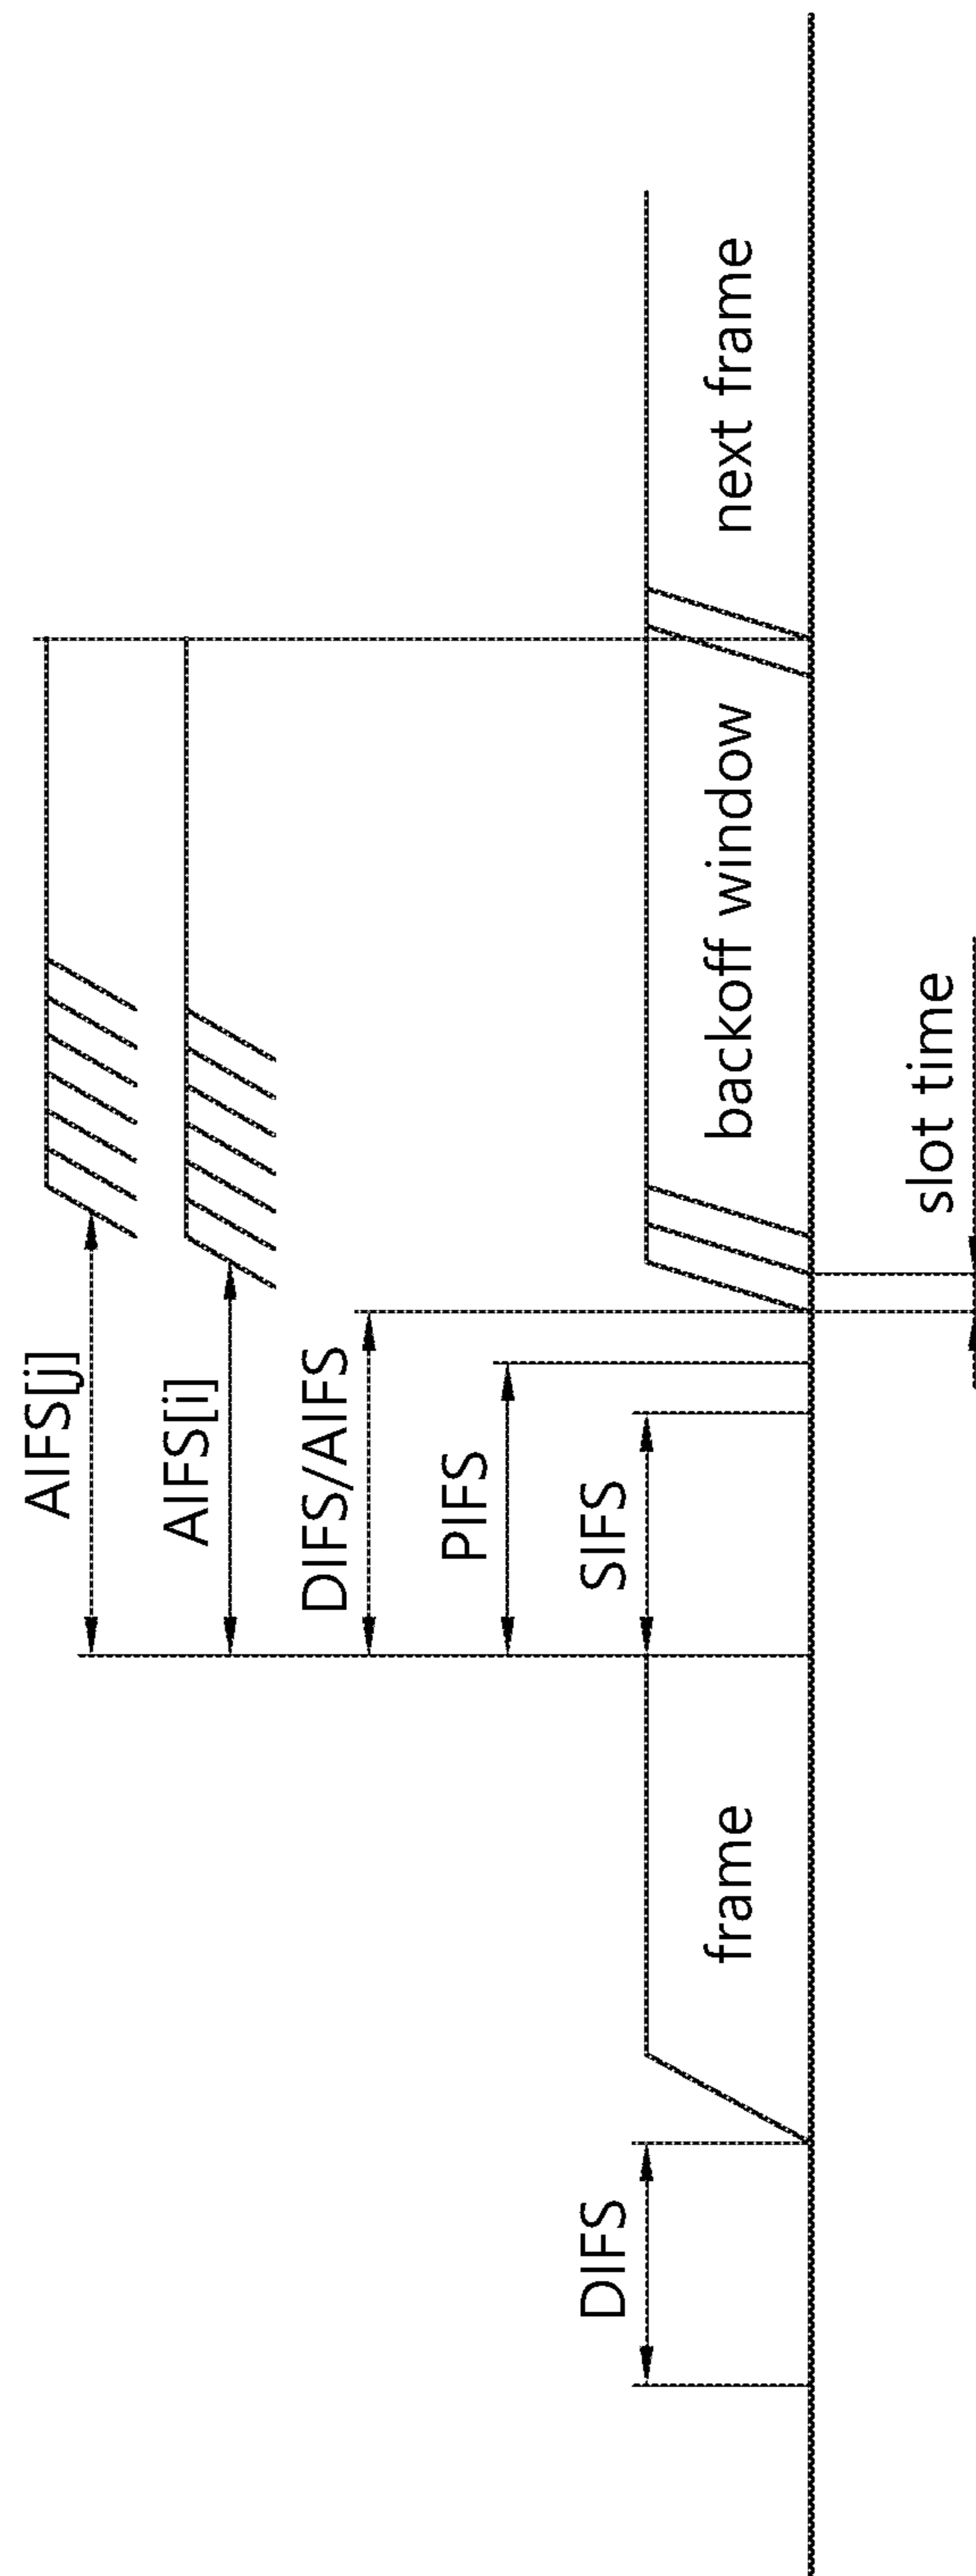 AIFS[j]
AIFS[i]
DIFS/AIFS
PIFS
DIFS
SIFS
frame
backoff window
next frame
slot time